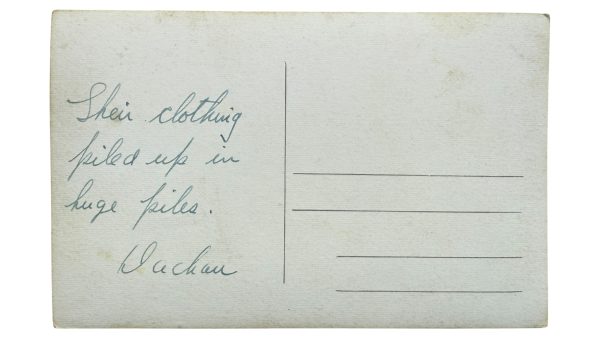 Their clothing
piled up in
huge piles.
Dachau